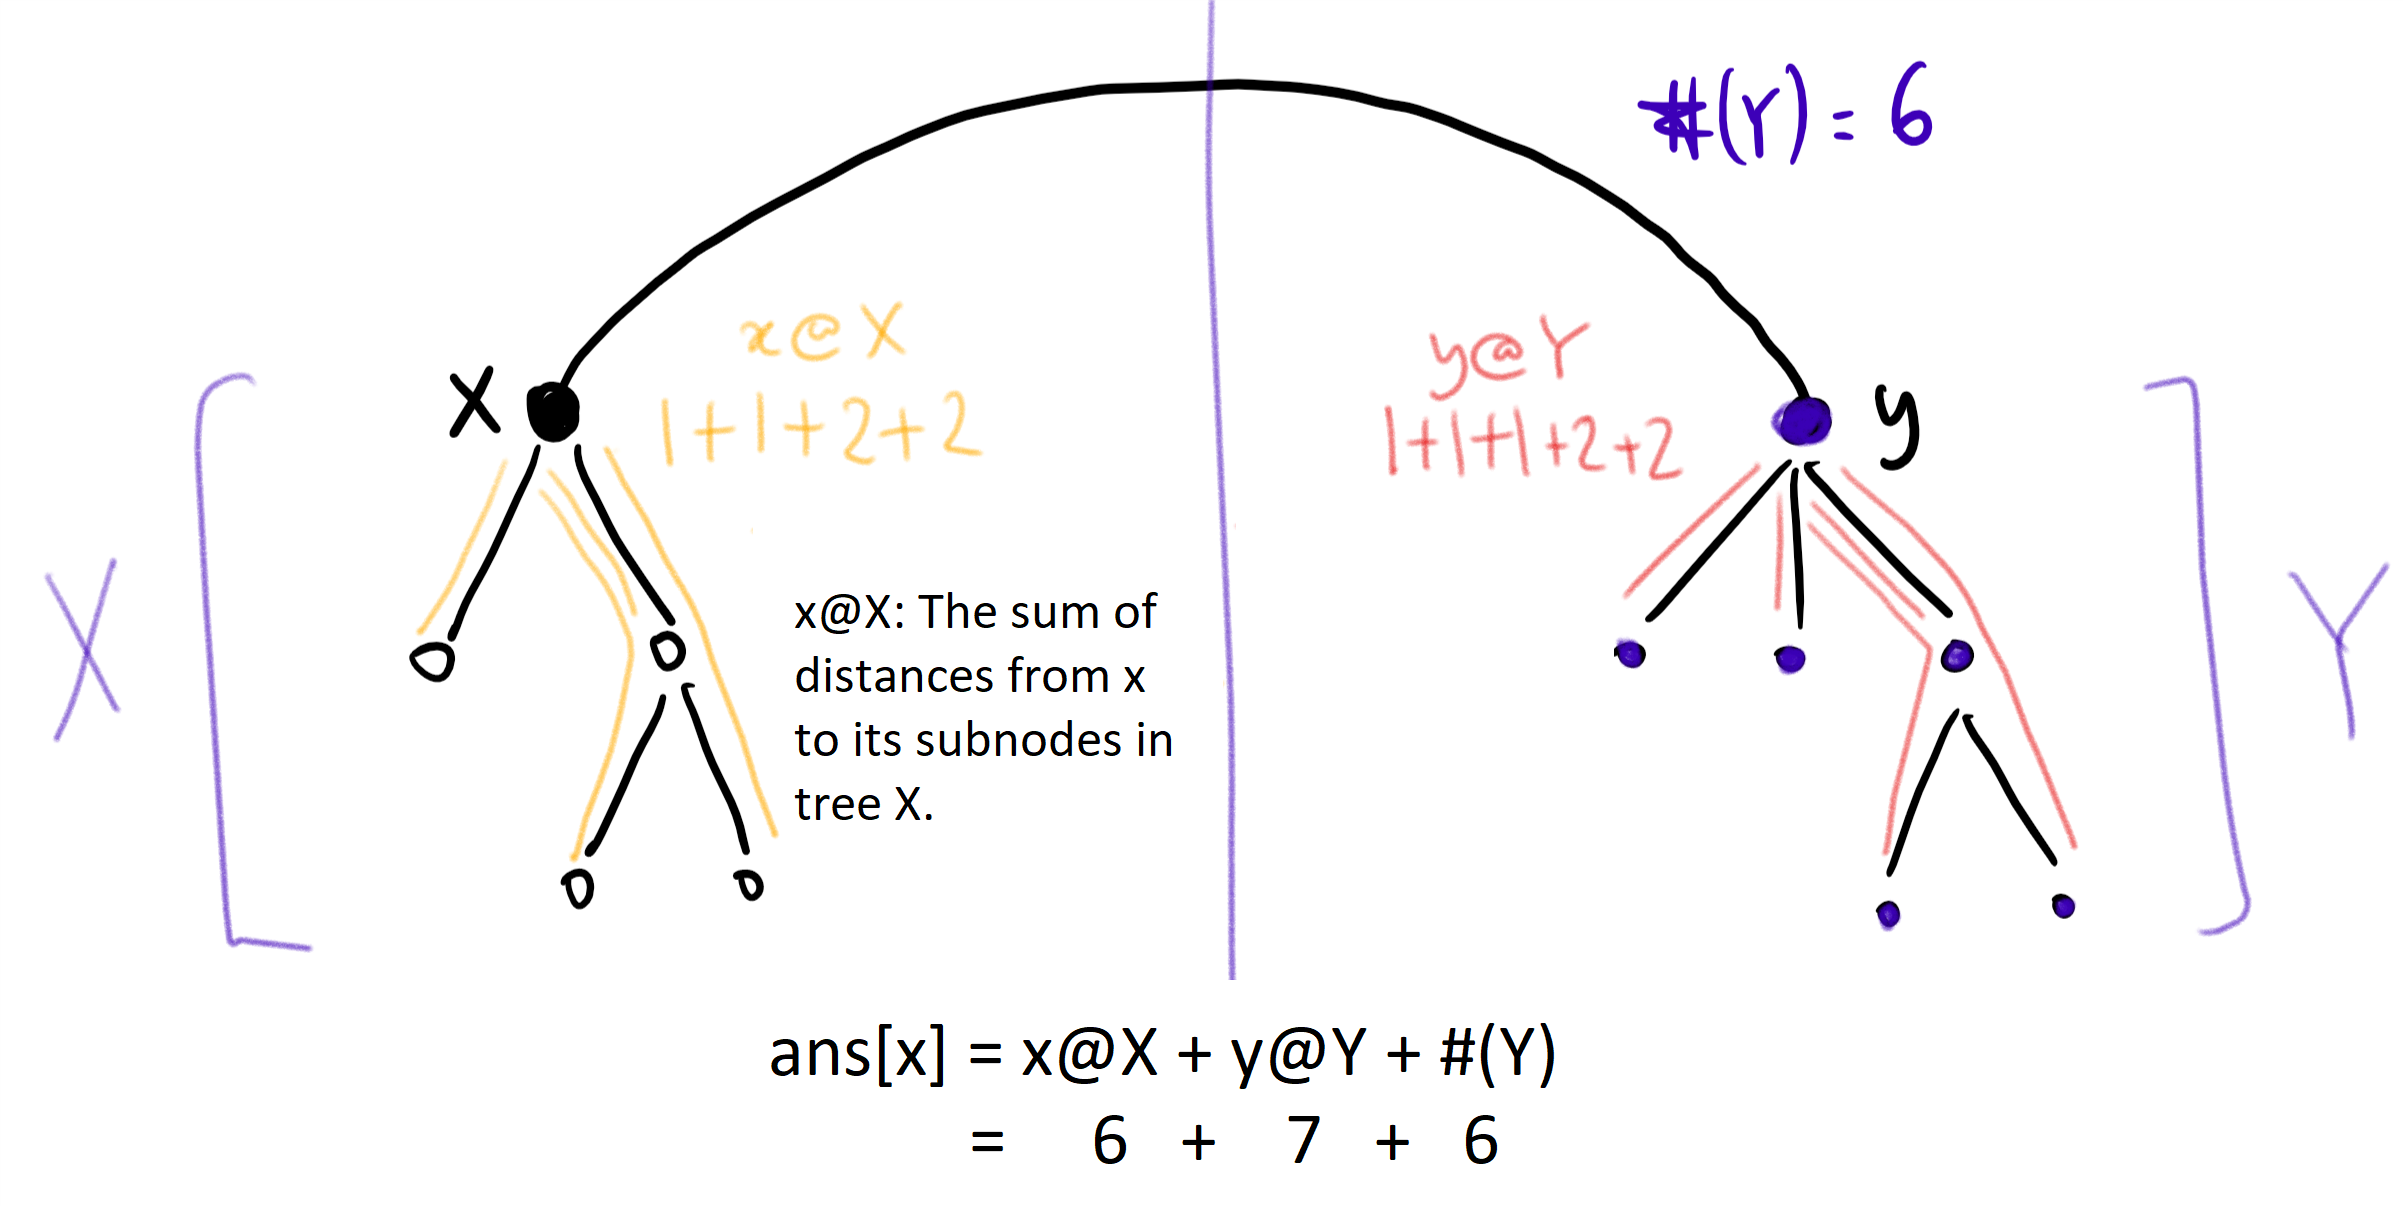 #(Y) = 6
x@X
1+1+2+2
y@Y
1+1+1+2+2
X
y
X
Y
x@X: The sum of
distances from x
to its subnodes in
tree X.
ans[x] = x@X + y@Y + #(Y)
= 6 + 7 + 6